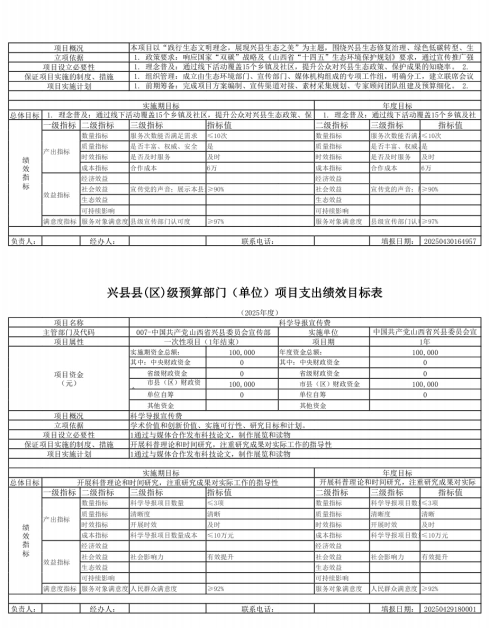 项目概况 本项目以“践行生态文明理念，展现兴县生态之美”为主题，围绕兴县生态修复治理、绿色低碳转型、生
立项依据 1. 政策要求：响应国家“双碳”战略及《山西省“十四五”生态环境保护规划》要求，通过宣传推广强
项目设立必要性 1. 理念普及：通过线下活动覆盖15个乡镇及社区，提升公众对兴县生态政策、保护成果的知晓率。 2.
保证项目实施的制度、措施 1. 组织管理：成立由生态环境部门、宣传部门、媒体机构组成的专项工作组，明确分工，建立联席会议
项目实施计划 1. 前期筹备：完成项目方案编制、宣传渠道对接、素材采集规划、专家顾问团队组建及预算细化。 2.
实施期目标 年度目标
总体目标 1. 理念普及：通过线下活动覆盖15个乡镇及社区，提升公众对兴县生态政策、保 1. 理念普及：通过线下活动覆盖15个乡镇及社
绩效指标 一级指标 二级指标 三级指标 指标值 二级指标 三级指标 指标值
产出指标 数量指标 服务次数能否满足需求 ≤10次 数量指标 服务次数能否满 ≤10次
质量指标 是否丰富、权威、安全 是 质量指标 是否丰富、权威 是
时效指标 是否及时服务 及时 时效指标 是否及时服务 及时
成本指标 合作成本 6万 成本指标 合作成本 6万
效益指标 经济效益 经济效益
社会效益 宣传党的声音；展示本县 ≥90% 社会效益 宣传党的声音； ≥90%
生态效益 生态效益
可持续影响 可持续影响
满意度指标 服务对象满意度 县级宣传部门认可度 ≥97% 服务对象满意度 县级宣传部门认 ≥97%
负责人： 经办人： 联系电话： 填报日期： 20250430164957
兴县县(区)级预算部门（单位）项目支出绩效目标表
（2025年度）
项目名称 科学导报宣传费
主管部门及代码 007-中国共产党山西省兴县委员会宣传部 实施单位 中国共产党山西省兴县委员会宣
项目属性 一次性项目（1年结束） 项目期 1年
项目资金（元） 实施期资金总额： 100,000 年度资金总额： 100,000
其中：中央财政资金 0 其中：中央财政资金 0
省级财政资金 0 省级财政资金 0
市县（区）财政资 100,000 市县（区）财政资金 100,000
单位自筹 0 单位自筹 0
其他资金 其他资金
项目概况 科学导报宣传费
立项依据 学术价值和创新价值、实施可行性、研究目标和计划。
项目设立必要性 1通过与媒体合作发布科技论文，制作展览和读物
保证项目实施的制度、措施 开展科普理论和时间研究，注重研究成果对实际工作的指导性
项目实施计划 1通过与媒体合作发布科技论文，制作展览和读物
实施期目标 年度目标
总体目标 开展科普理论和时间研究，注重研究成果对实际工作的指导性 开展科普理论和时间研究，注重研究成果对实际
绩效指标 一级指标 二级指标 三级指标 指标值 二级指标 三级指标 指标值
产出指标 数量指标 科学导报项目数量 ≤3项 数量指标 科学导报项目数 ≤3项
质量指标 清晰度 清晰 质量指标 清晰度 清晰
时效指标 开展时效 及时 时效指标 开展时效 及时
成本指标 科学导报项目数量成本 ≤10万元 成本指标 科学导报项目数 ≤10万元
效益指标 经济效益 经济效益
社会效益 社会影响力 有效提升 社会效益 社会影响力 有效提升
生态效益 生态效益
可持续影响 可持续影响
满意度指标 服务对象满意度 人民群众满意度 ≥92% 服务对象满意度 人民群众满意度 ≥92%
负责人： 经办人： 联系电话： 填报日期： 20250429180001